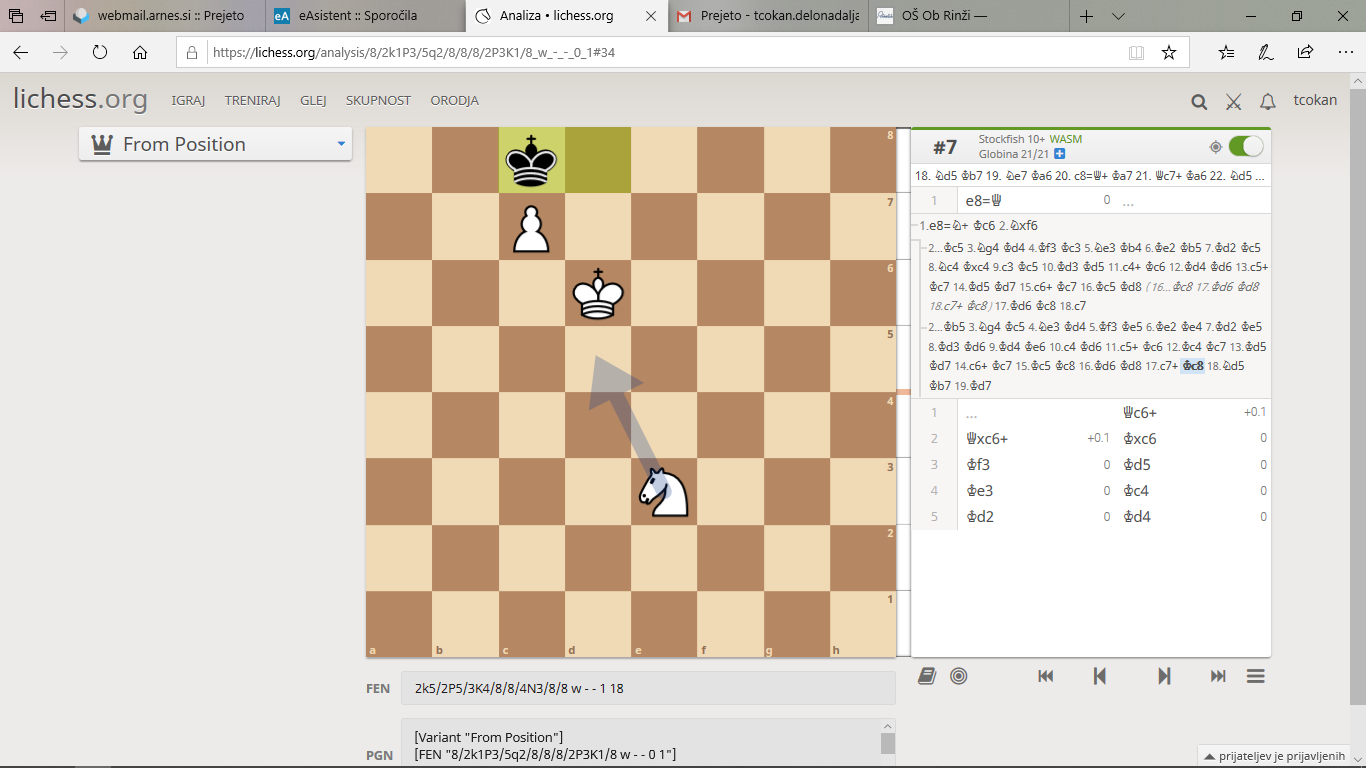 webmail.arnes.si :: Prejeto
eA eAsistent :: Sporočila
Analiza • lichess.org
Prejeto - tcokan.delonadalja
OŠ Ob Rinži —
https://lichess.org/analysis/8/2k1P3/5q2/8/8/8/2P3K1/8_w_-_-_0_1#34
lichess.org IGRAJ TRENIRAJ GLEJ SKUPNOST ORODJA tcokan
From Position
8
7
6
5
4
3
2
1
a b c d e f g h
#7 Stockfish 10+ WASM
Globina 21/21
18. ♘d5 ♔b7 19. ♘e7 ♔a6 20. c8=♕+ ♔a7 21. ♕c7+ ♔a6 22. ♘d5 ...
1 e8=♕ 0 ...
1.e8=♘+ ♔c6 2.♘xf6
2...♔c5 3.♘g4 ♔d4 4.♔f3 ♔c3 5.♘e3 ♔b4 6.♔e2 ♔b5 7.♔d2 ♔c5
8.♘c4 ♔xc4 9.c3 ♔c5 10.♔d3 ♔d5 11.c4+ ♔c6 12.♔d4 ♔d6 13.c5+
♔c7 14.♔d5 ♔d7 15.c6+ ♔c7 16.♔c5 ♔d8 (16...♔c8 17.♔d6 ♔d8
18.c7+ ♔c8) 17.♔d6 ♔c8 18.c7
2...♔b5 3.♘g4 ♔c5 4.♘e3 ♔d4 5.♔f3 ♔e5 6.♔e2 ♔e4 7.♔d2 ♔e5
8.♔d3 ♔d6 9.♔d4 ♔e6 10.c4 ♔d6 11.c5+ ♔c6 12.♔c4 ♔c7 13.♔d5
♔d7 14.c6+ ♔c7 15.♔c5 ♔c8 16.♔d6 ♔d8 17.c7+ ♔c8 18.♘d5
♔b7 19.♔d7
1 ... ♕c6+ +0.1
2 ♕xc6+ +0.1 ♔xc6 0
3 ♔f3 0 ♔d5 0
4 ♔e3 0 ♔c4 0
5 ♔d2 0 ♔d4 0
FEN 2k5/2P5/3K4/8/8/4N3/8/8 w - - 1 18
PGN [Variant "From Position"]
[FEN "8/2k1P3/5q2/8/8/8/2P3K1/8 w - - 0 1"]
prijateljev je prijavljenih